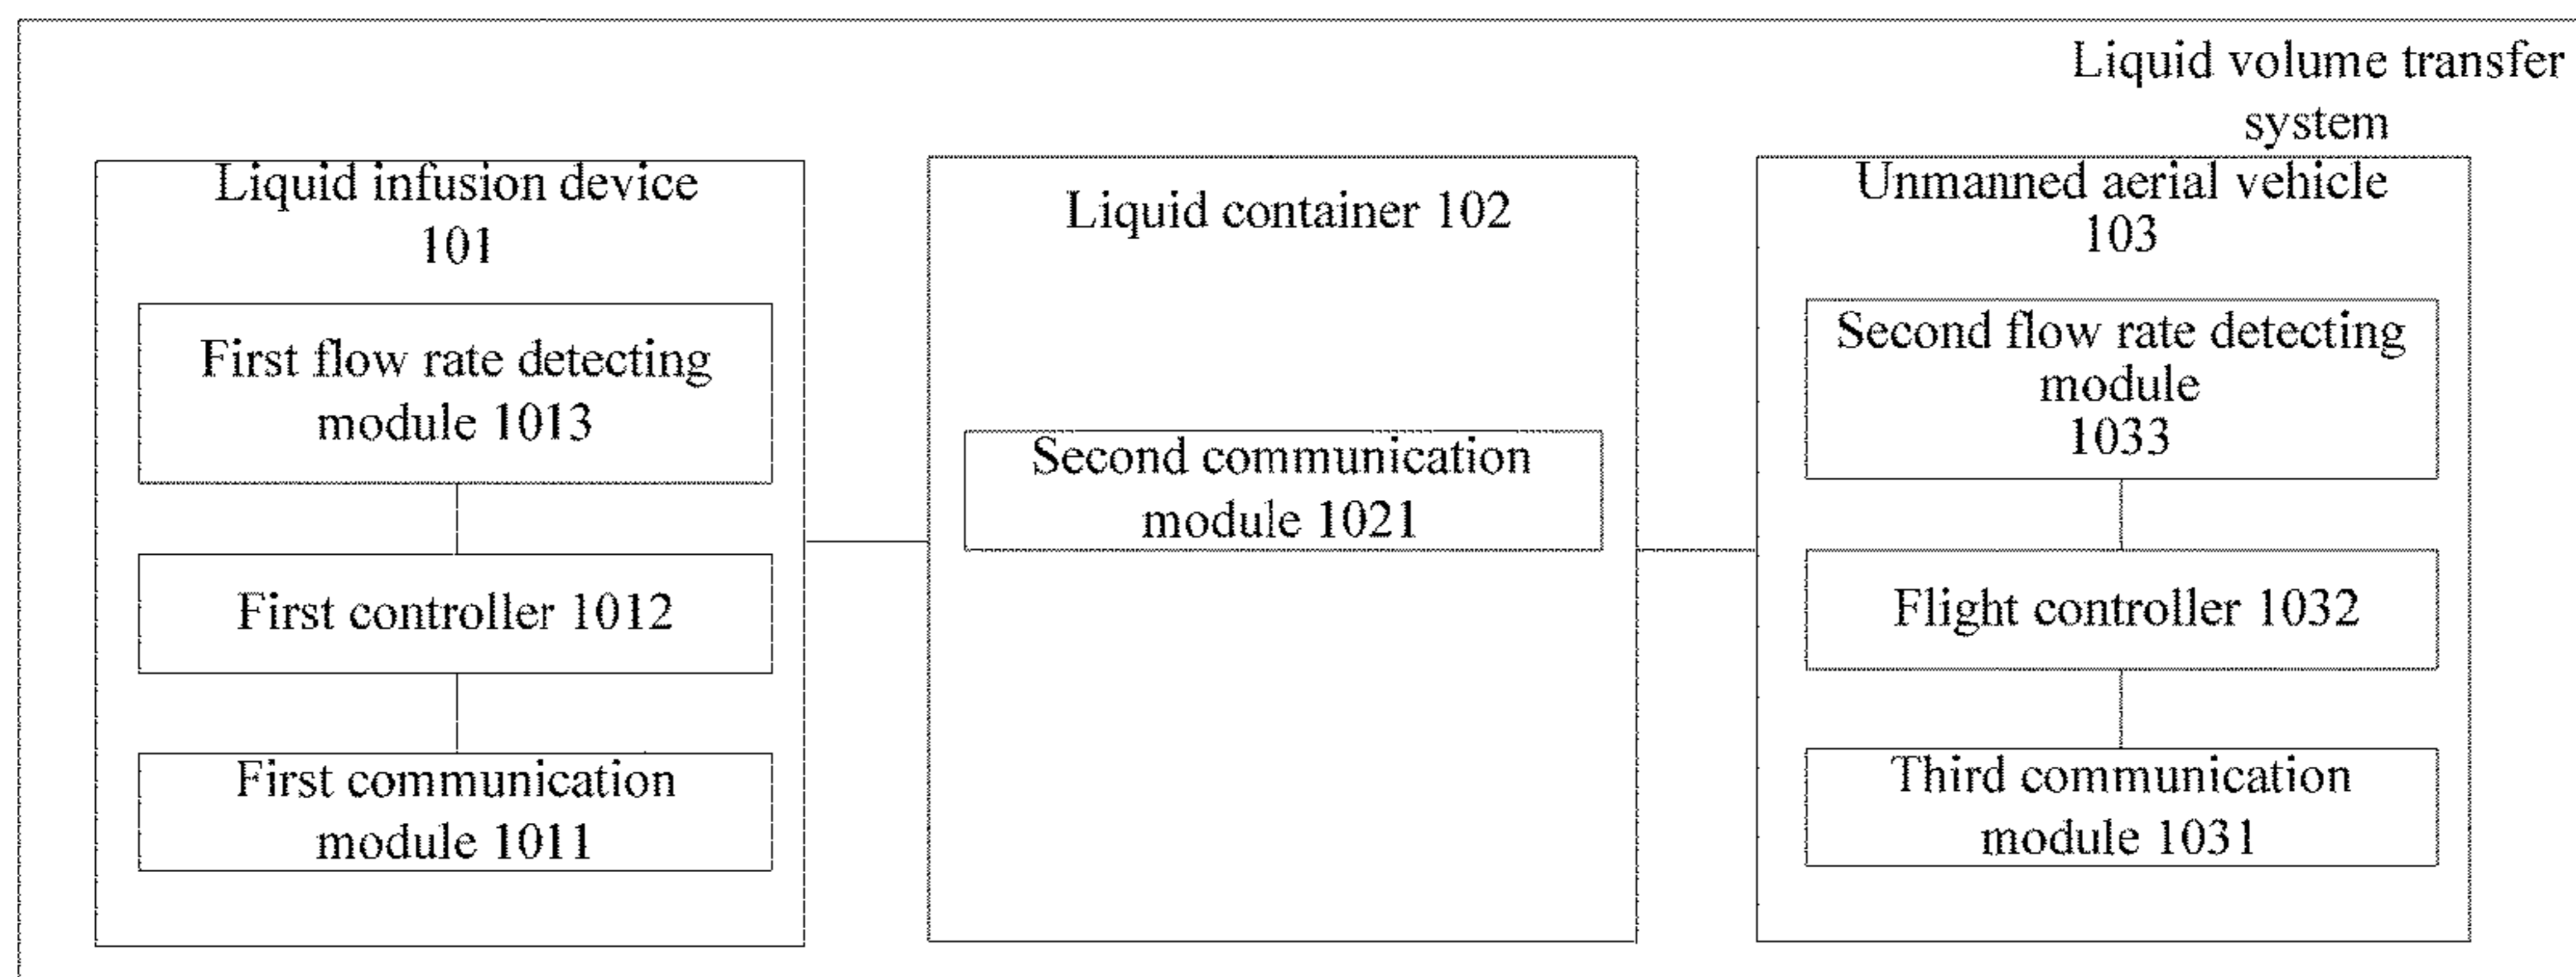 Liquid volume transfer
system
Liquid infusion device
101
First flow rate detecting
module 1013
First controller 1012
First communication
module 1011
Liquid container 102
Second communication
module 1021
Unmanned aerial vehicle
103
Second flow rate detecting
module
1033
Flight controller 1032
Third communication
module 1031